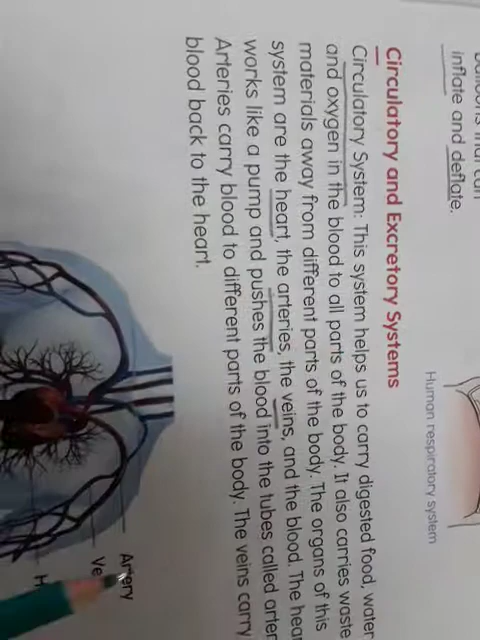 balloons that can
inflate and deflate.
Human respiratory system
Circulatory and Excretory Systems
Circulatory System: This system helps us to carry digested food, water
and oxygen in the blood to all parts of the body. It also carries waste
materials away from different parts of the body. The organs of this
system are the heart, the arteries, the veins, and the blood. The hea
works like a pump and pushes the blood into the tubes called arter
Arteries carry blood to different parts of the body. The veins carry
blood back to the heart.
Artery
Ve
H